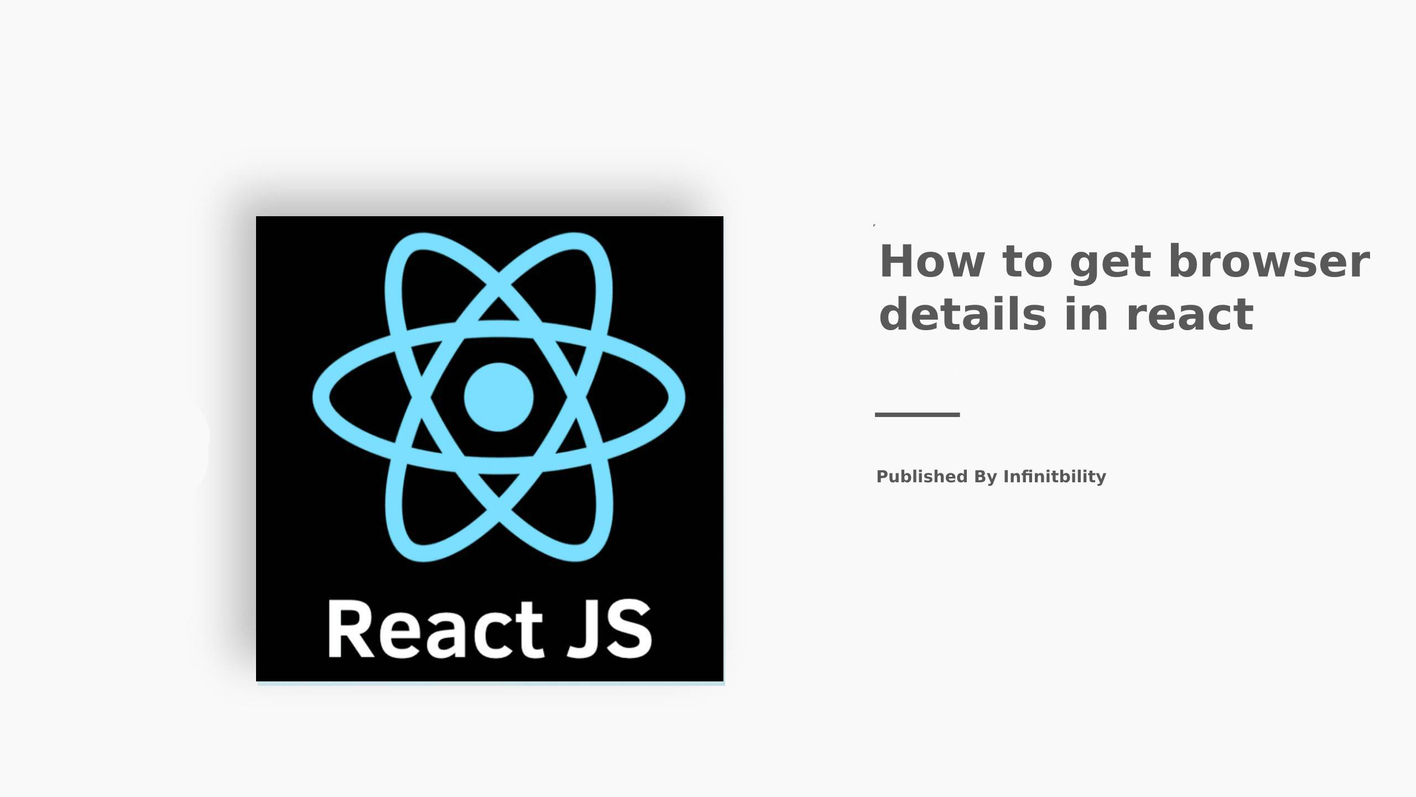 How to get browser
details in react
Published By Infinitbility
React JS